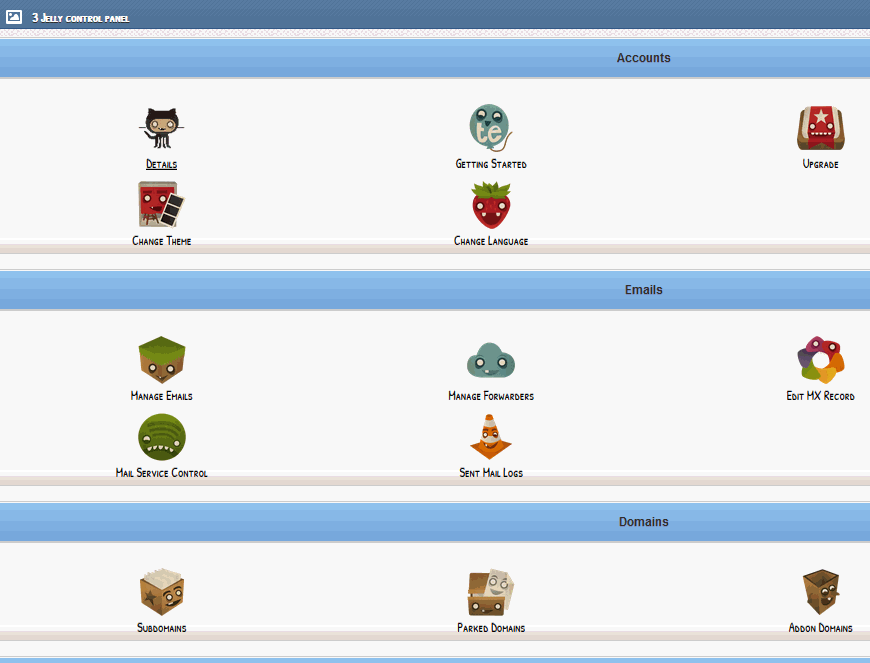 3 Jelly control panel
Accounts
te
Details Getting Started Upgrade
Change Theme Change Language
Emails
Manage Emails Manage Forwarders Edit MX Record
Mail Service Control Sent Mail Logs
Domains
Subdomains Parked Domains Addon Domains